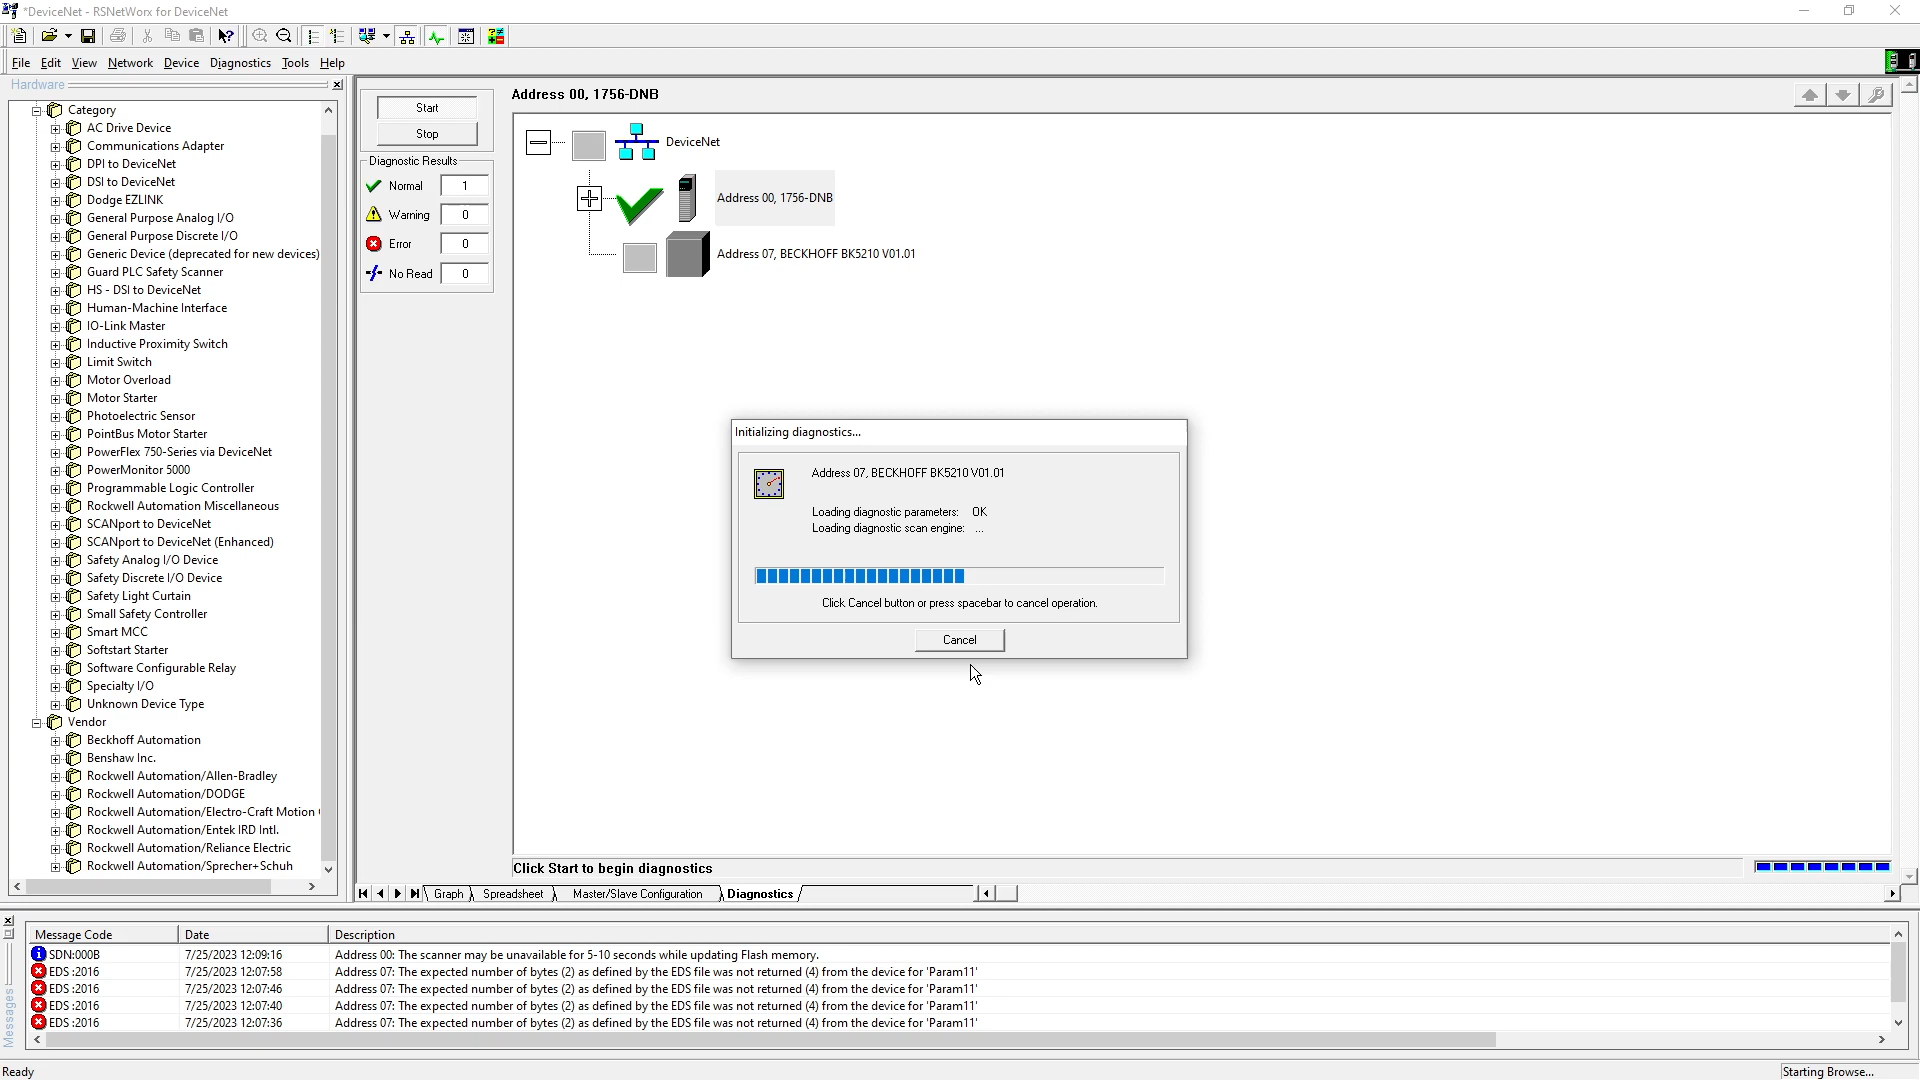 *DeviceNet - RSNetWorx for DeviceNet
File Edit View Network Device Diagnostics Tools Help
Hardware
Category
AC Drive Device
Communications Adapter
DPI to DeviceNet
DSI to DeviceNet
Dodge EZLINK
General Purpose Analog I/O
General Purpose Discrete I/O
Generic Device (deprecated for new devices)
Guard PLC Safety Scanner
HS - DSI to DeviceNet
Human-Machine Interface
IO-Link Master
Inductive Proximity Switch
Limit Switch
Motor Overload
Motor Starter
Photoelectric Sensor
PointBus Motor Starter
PowerFlex 750-Series via DeviceNet
PowerMonitor 5000
Programmable Logic Controller
Rockwell Automation Miscellaneous
SCANport to DeviceNet
SCANport to DeviceNet (Enhanced)
Safety Analog I/O Device
Safety Discrete I/O Device
Safety Light Curtain
Small Safety Controller
Smart MCC
Softstart Starter
Software Configurable Relay
Specialty I/O
Unknown Device Type
Vendor
Beckhoff Automation
Benshaw Inc.
Rockwell Automation/Allen-Bradley
Rockwell Automation/DODGE
Rockwell Automation/Electro-Craft Motion
Rockwell Automation/Entek IRD Intl.
Rockwell Automation/Reliance Electric
Rockwell Automation/Sprecher+Schuh
Start
Stop
Diagnostic Results
Normal 1
Warning 0
Error 0
No Read 0
Address 00, 1756-DNB
DeviceNet
Address 00, 1756-DNB
Address 07, BECKHOFF BK5210 V01.01
Initializing diagnostics...
Address 07, BECKHOFF BK5210 V01.01
Loading diagnostic parameters: OK
Loading diagnostic scan engine: ...
Click Cancel button or press spacebar to cancel operation.
Cancel
Click Start to begin diagnostics
Graph Spreadsheet Master/Slave Configuration Diagnostics
Messages
Message Code Date Description
SDN:000B 7/25/2023 12:09:16 Address 00: The scanner may be unavailable for 5-10 seconds while updating Flash memory.
EDS :2016 7/25/2023 12:07:58 Address 07: The expected number of bytes (2) as defined by the EDS file was not returned (4) from the device for 'Param11'
EDS :2016 7/25/2023 12:07:46 Address 07: The expected number of bytes (2) as defined by the EDS file was not returned (4) from the device for 'Param11'
EDS :2016 7/25/2023 12:07:40 Address 07: The expected number of bytes (2) as defined by the EDS file was not returned (4) from the device for 'Param11'
EDS :2016 7/25/2023 12:07:36 Address 07: The expected number of bytes (2) as defined by the EDS file was not returned (4) from the device for 'Param11'
Ready Starting Browse...